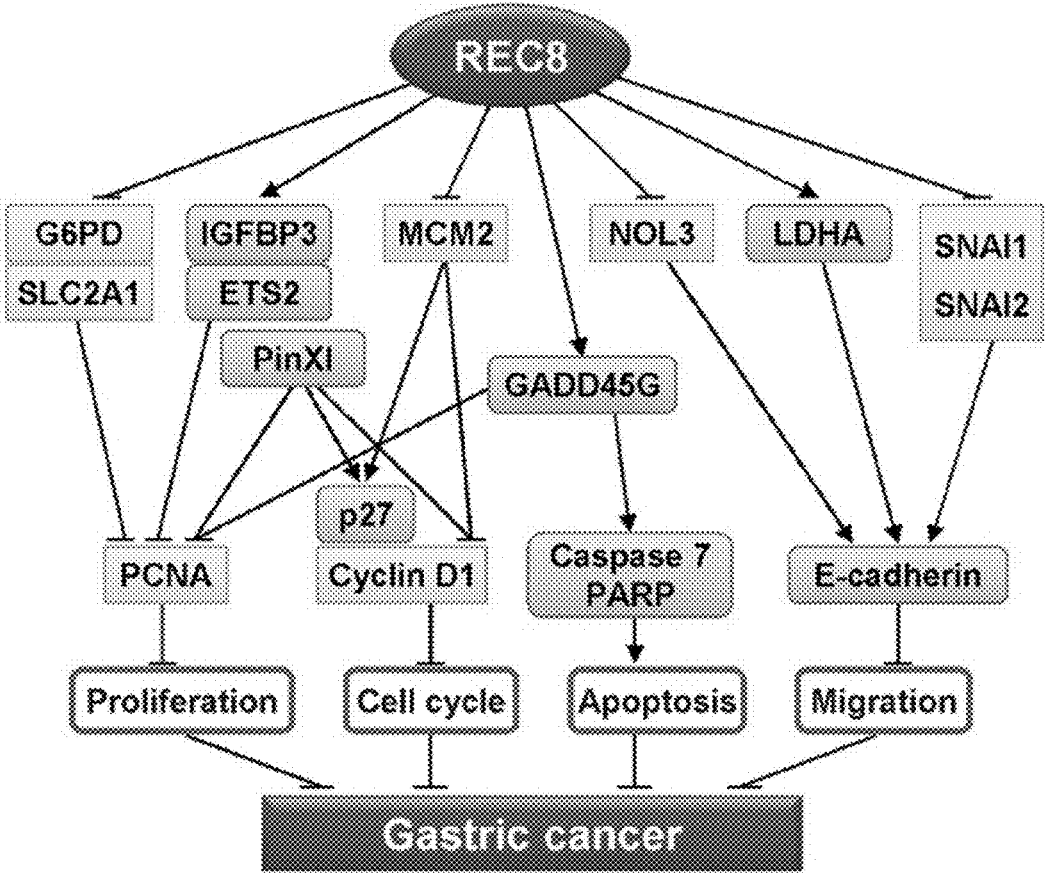 REC8
G6PD
SLC2A1
IGFBP3
ETS2
MCM2
NOL3
LDHA
SNAI1
SNAI2
PinXI
GADD45G
p27
PCNA
Cyclin D1
Caspase 7
PARP
E-cadherin
Proliferation
Cell cycle
Apoptosis
Migration
Gastric cancer